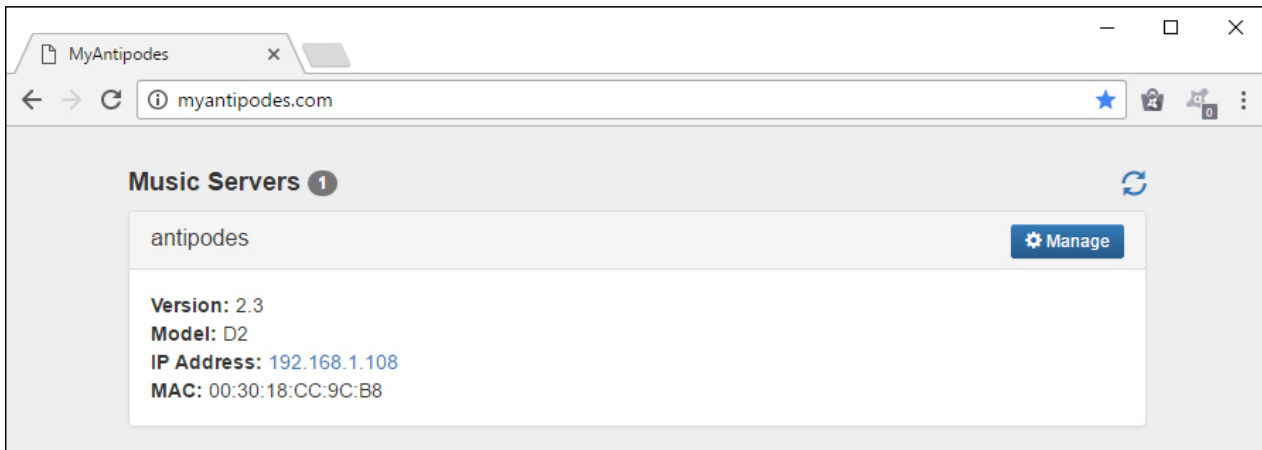 MyAntipodes
myantipodes.com
0
Music Servers 1
antipodes
Manage
Version: 2.3
Model: D2
IP Address: 192.168.1.108
MAC: 00:30:18:CC:9C:B8